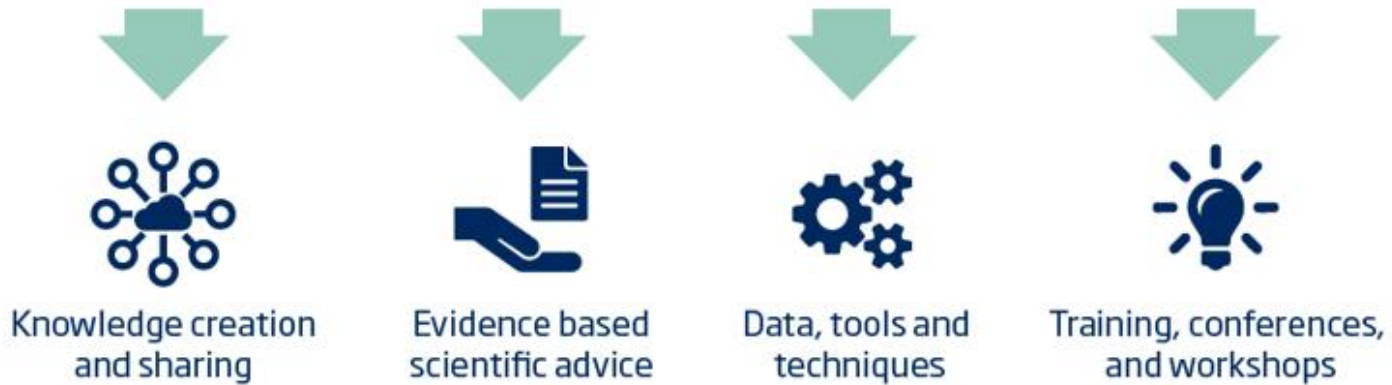 Knowledge creation
and sharing
Evidence based
scientific advice
Data, tools and
techniques
Training, conferences,
and workshops